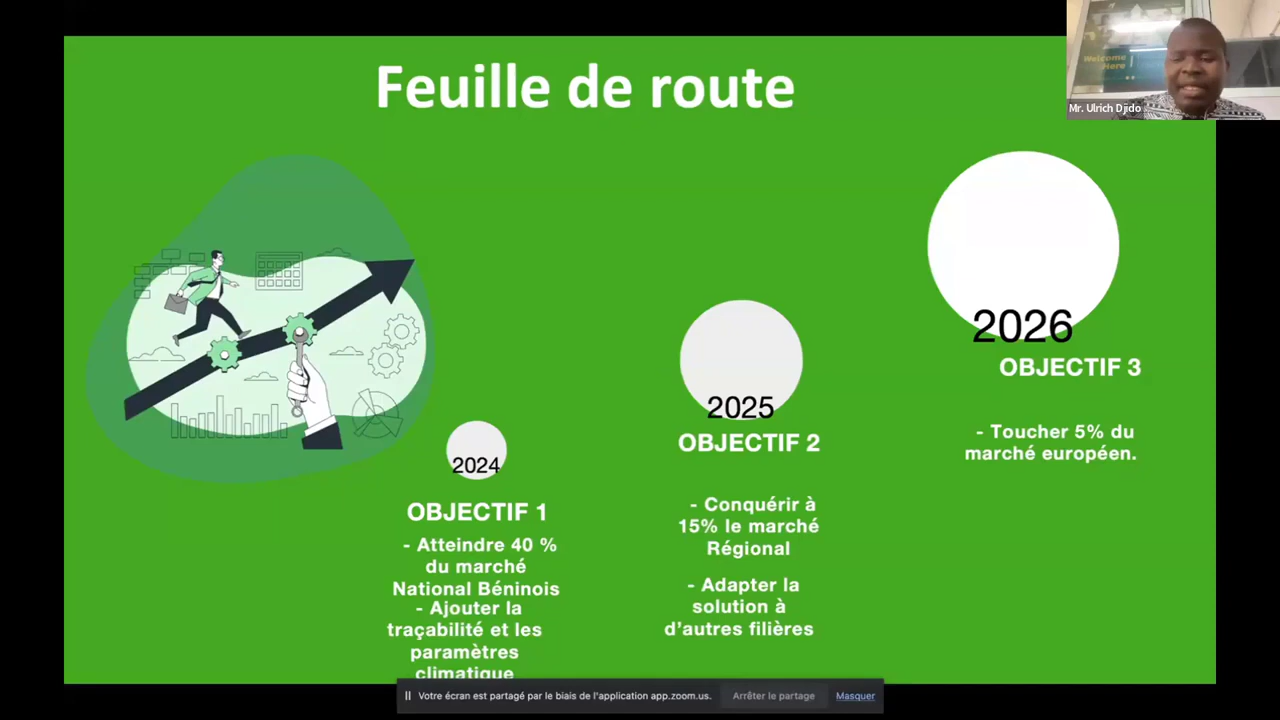 Feuille de route
Welcome
Here
Mr. Ulrich Djido
2024
OBJECTIF 1
- Atteindre 40 %
du marché
National Béninois
- Ajouter la
traçabilité et les
paramètres
climatique
2025
OBJECTIF 2
- Conquérir à
15% le marché
Régional
- Adapter la
solution à
d’autres filières
2026
OBJECTIF 3
- Toucher 5% du
marché européen.
Votre écran est partagé par le biais de l'application app.zoom.us.
Arrêter le partage
Masquer